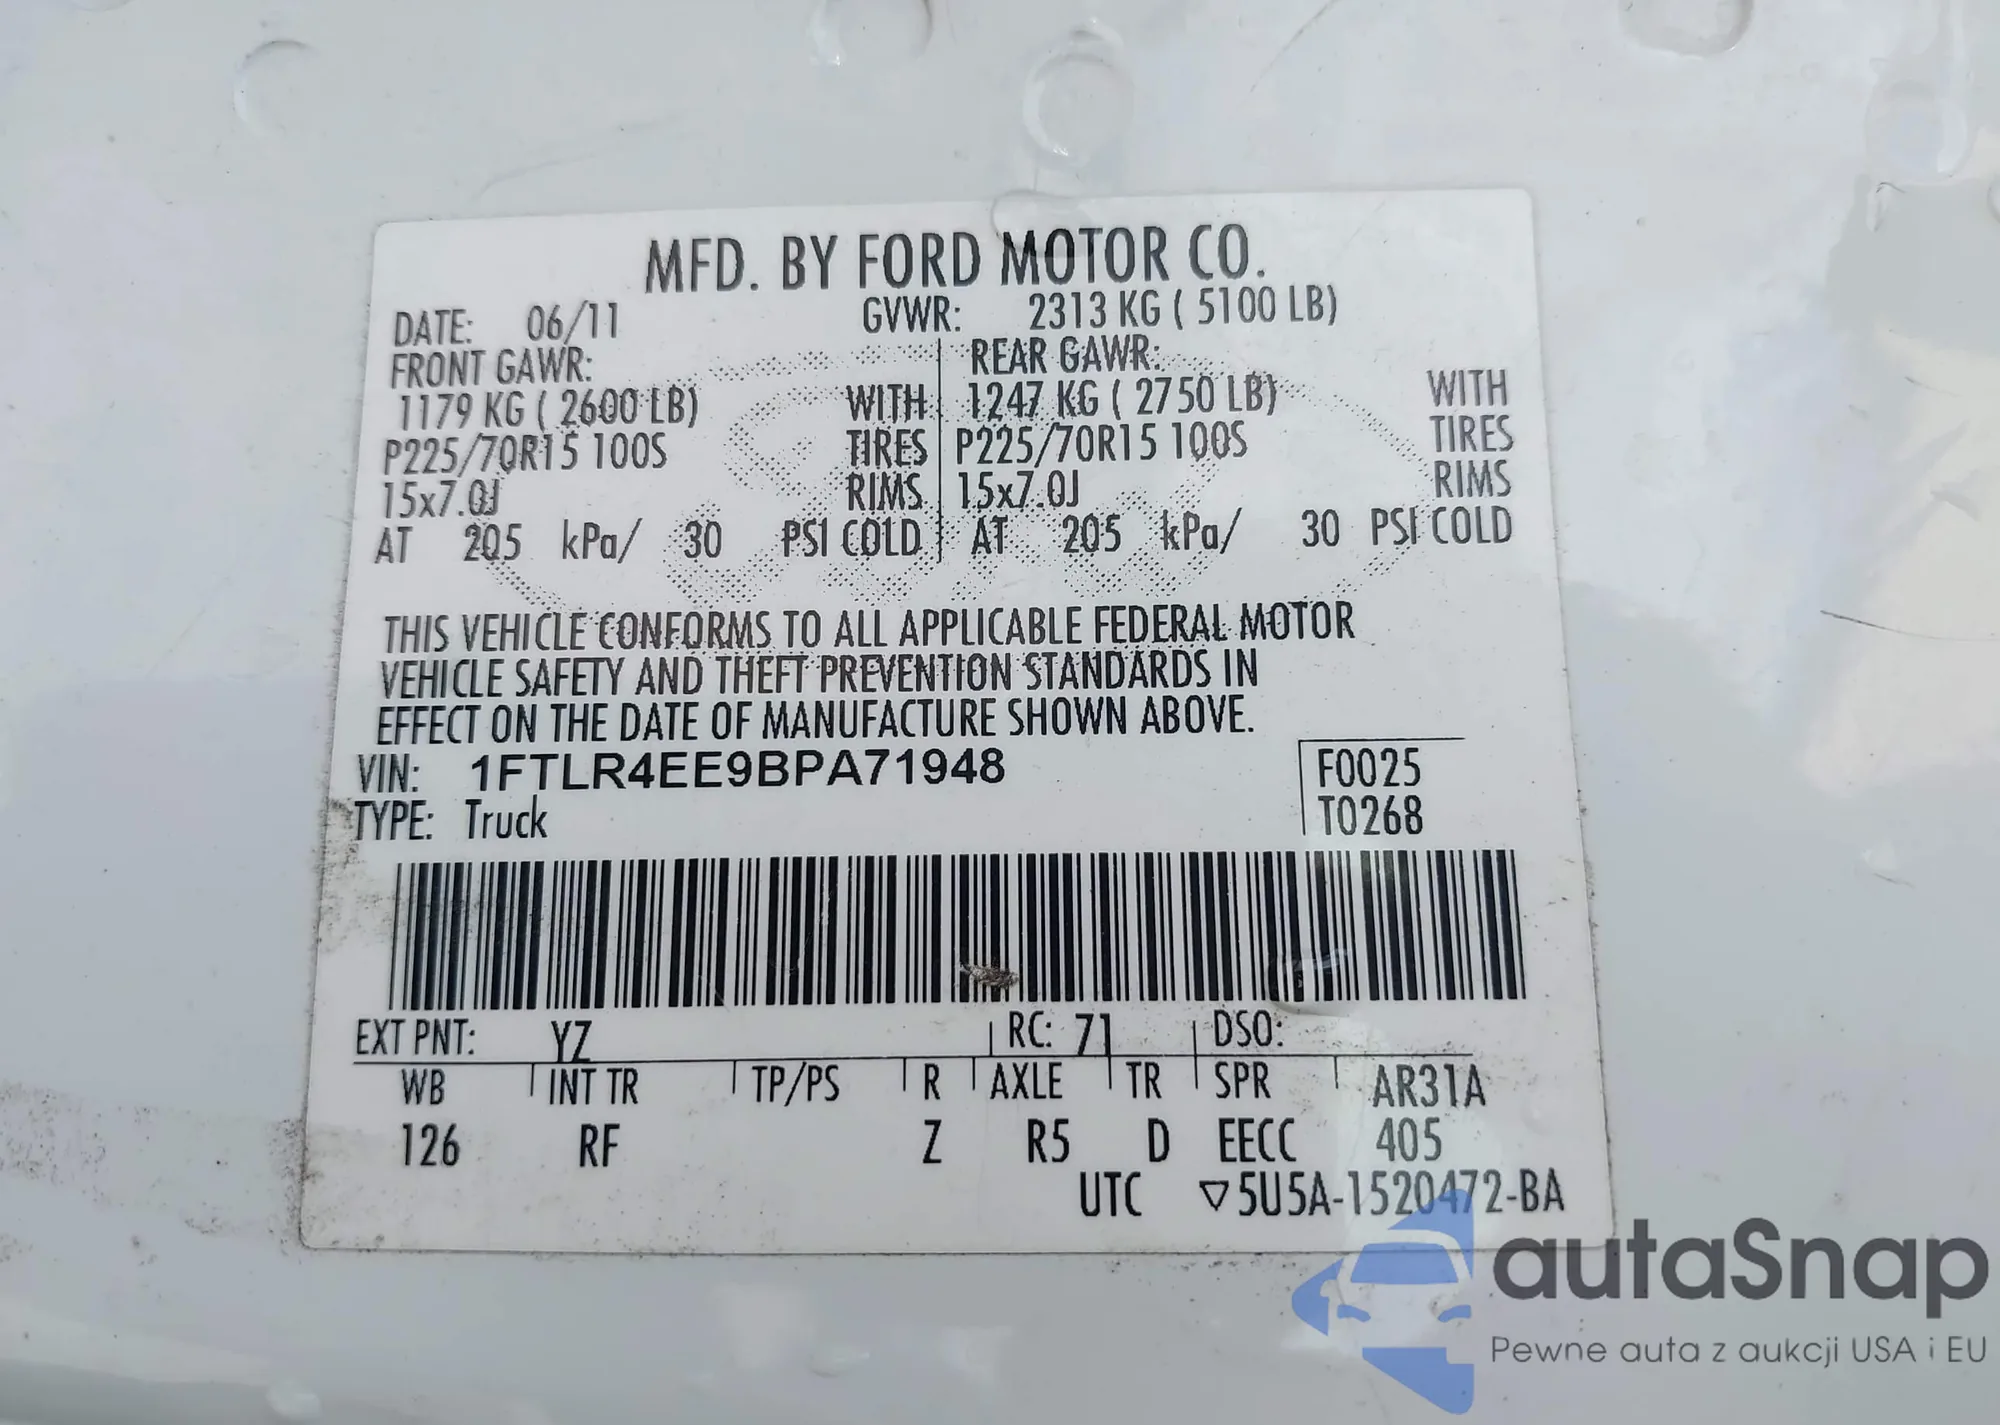 MFD. BY FORD MOTOR CO.
DATE: 06/11 GVWR: 2313 KG ( 5100 LB)
FRONT GAWR: REAR GAWR:
1179 KG ( 2600 LB) WITH 1247 KG ( 2750 LB) WITH
P225/70R15 100S TIRES P225/70R15 100S TIRES
15x7.0J RIMS 15x7.0J RIMS
AT 205 kPa/ 30 PSI COLD AT 205 kPa/ 30 PSI COLD
THIS VEHICLE CONFORMS TO ALL APPLICABLE FEDERAL MOTOR
VEHICLE SAFETY AND THEFT PREVENTION STANDARDS IN
EFFECT ON THE DATE OF MANUFACTURE SHOWN ABOVE.
VIN: 1FTLR4EE9BPA71948 F0025
TYPE: Truck T0268
EXT PNT: YZ RC: 71 DSO:
WB INT TR TP/PS R AXLE TR SPR AR31A
126 RF Z R5 D EECC 405
UTC ▽5U5A-1520472-BA
autaSnap
Pewne auta z aukcji USA i EU